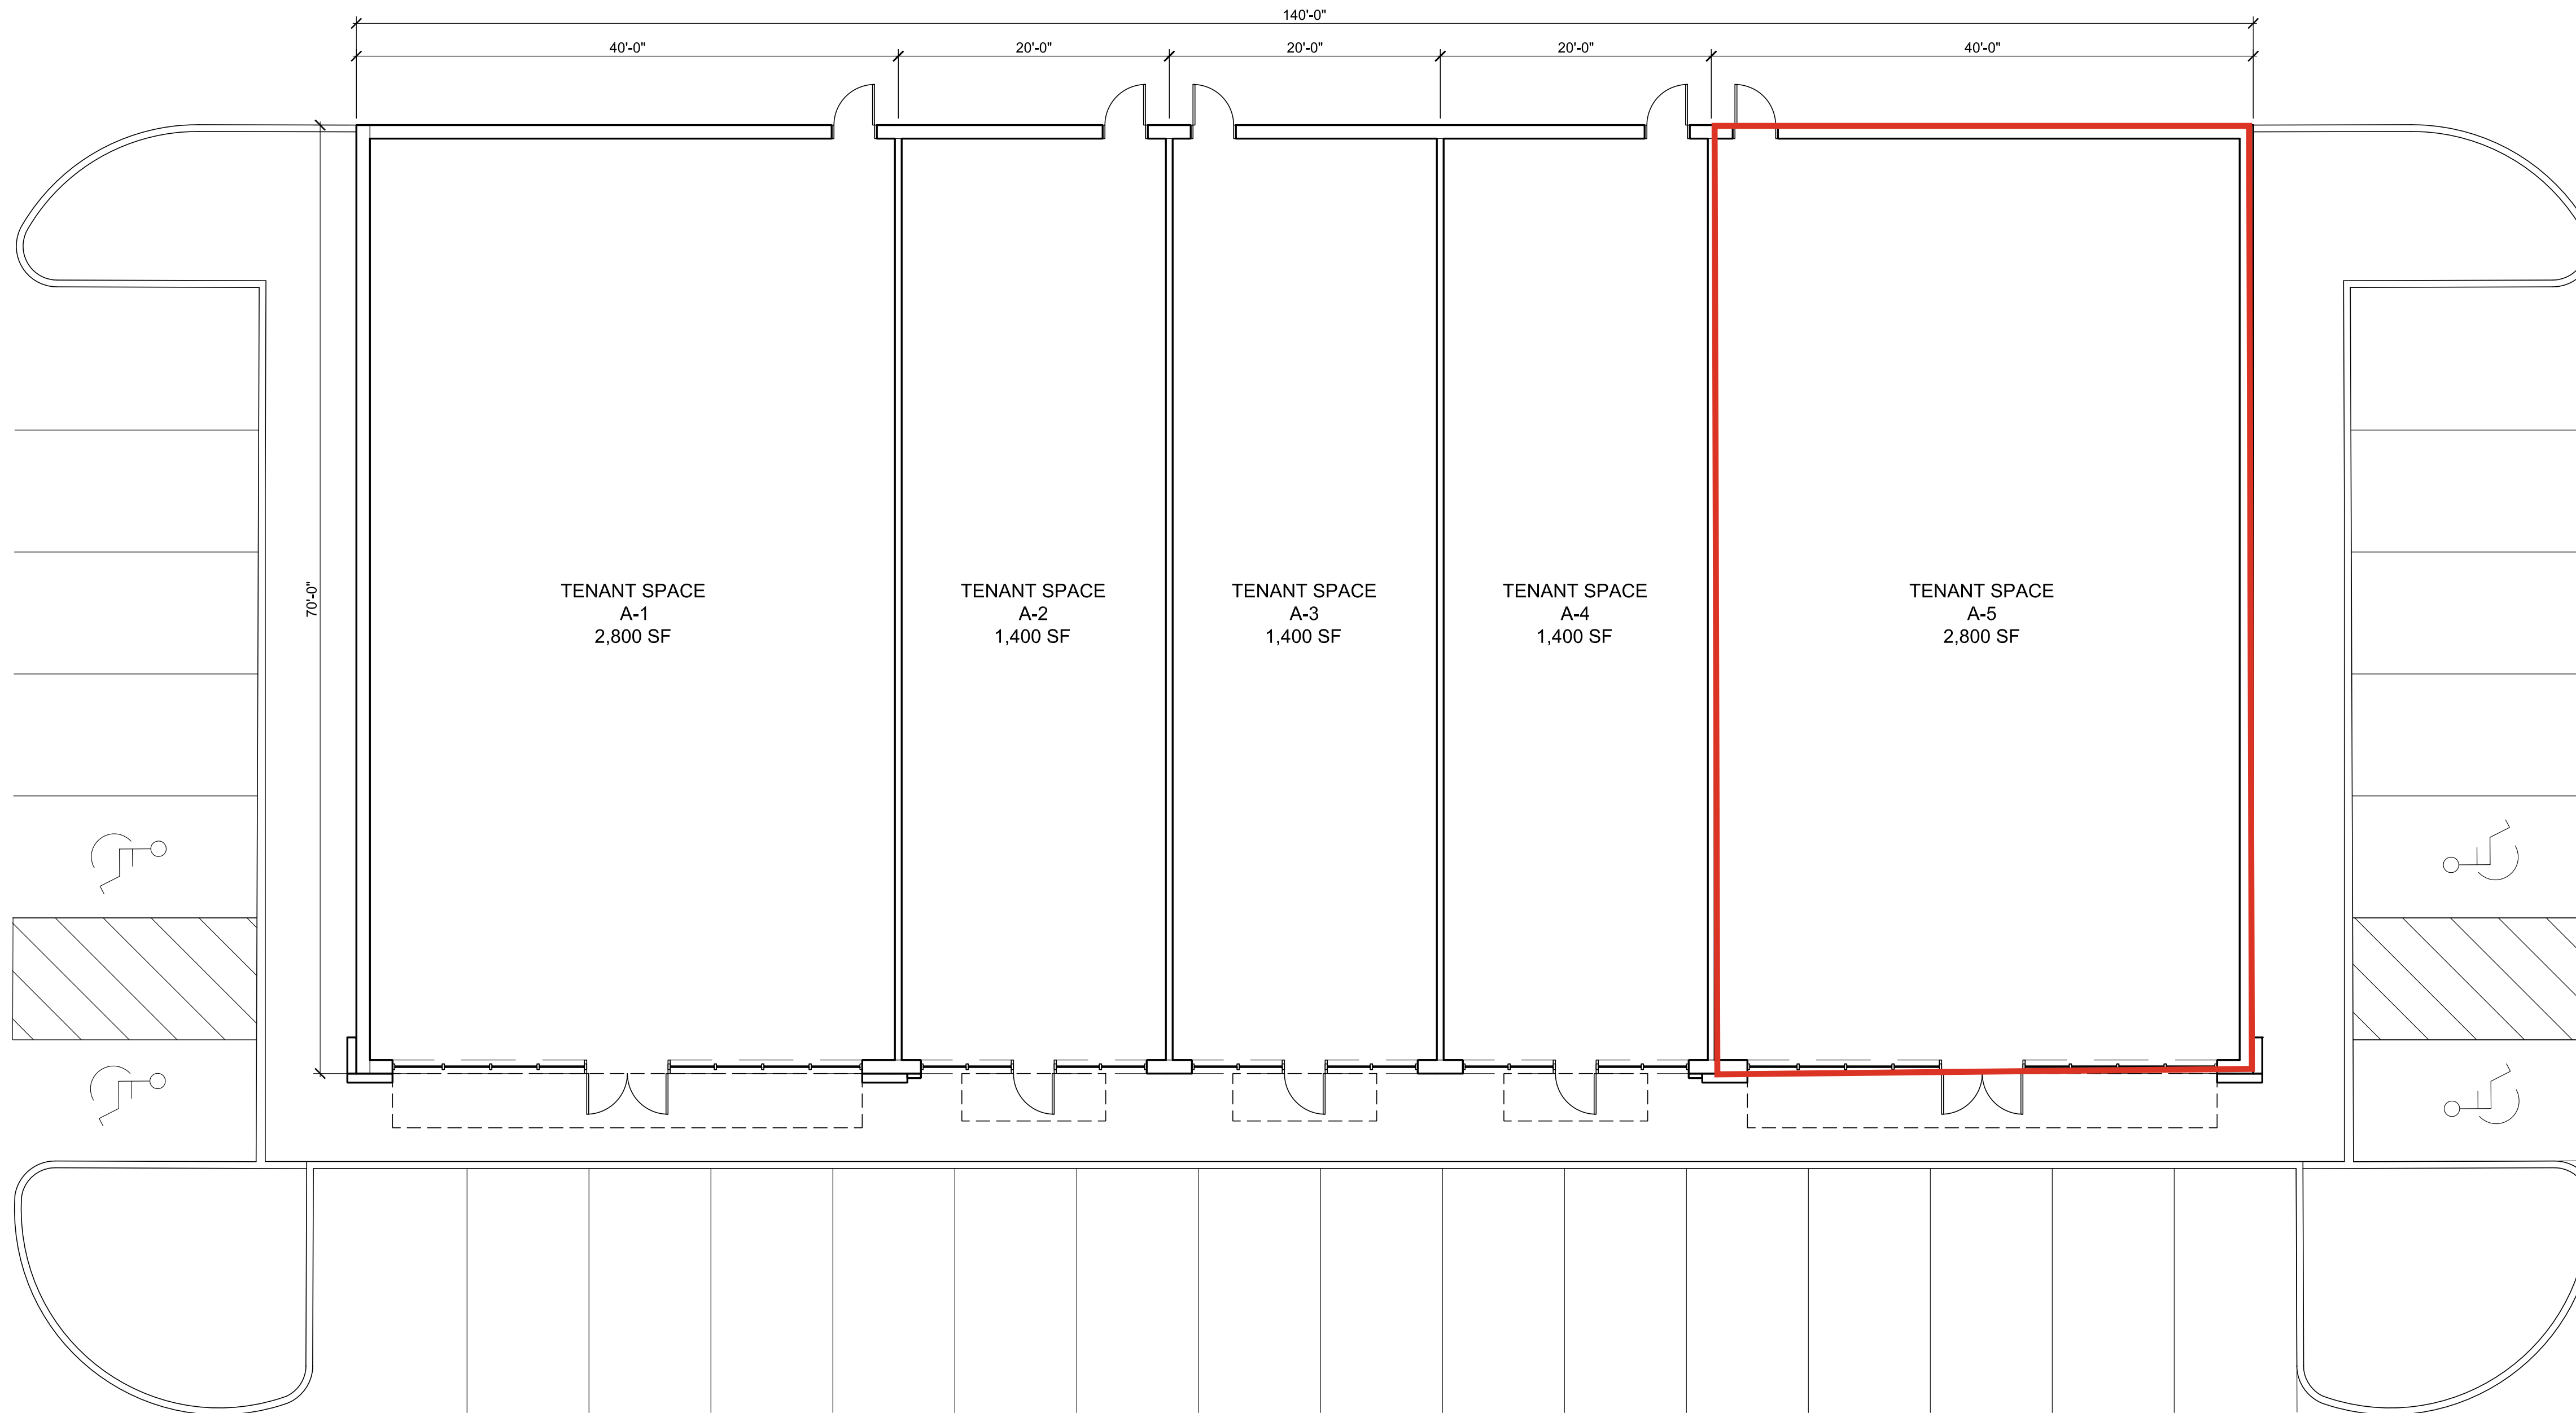 140'-0"
40'-0"
20'-0"
20'-0"
20'-0"
40'-0"
70'-0"
TENANT SPACE
A-1
2,800 SF
TENANT SPACE
A-2
1,400 SF
TENANT SPACE
A-3
1,400 SF
TENANT SPACE
A-4
1,400 SF
TENANT SPACE
A-5
2,800 SF